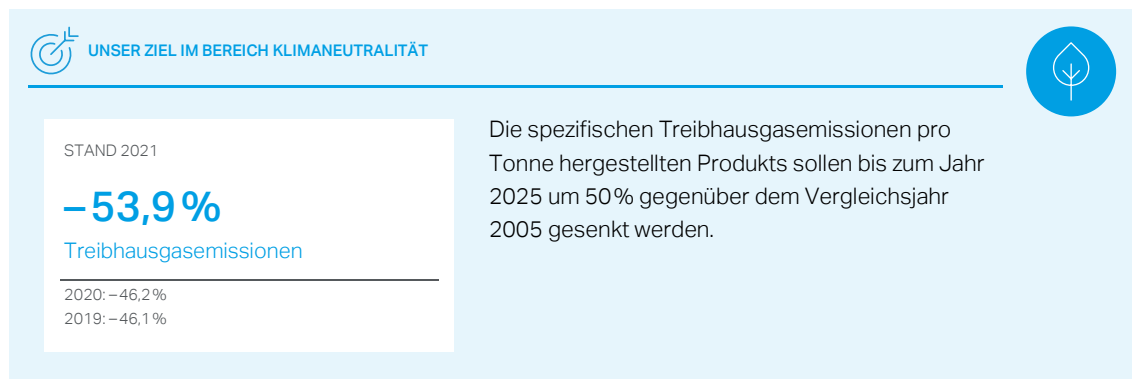 UNSER ZIEL IM BEREICH KLIMANEUTRALITÄT
STAND 2021
–53,9 %
Treibhausgasemissionen
2020: –46,2 %
2019: –46,1 %
Die spezifischen Treibhausgasemissionen pro
Tonne hergestellten Produkts sollen bis zum Jahr
2025 um 50 % gegenüber dem Vergleichsjahr
2005 gesenkt werden.